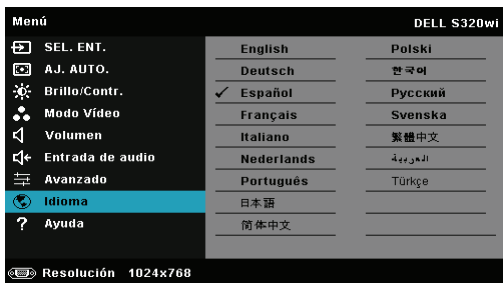 Menú
DELL S320wi
SEL. ENT.
AJ. AUTO.
Brillo/Contr.
Modo Vídeo
Volumen
Entrada de audio
Avanzado
Idioma
Ayuda
English
Deutsch
Español
Français
Italiano
Nederlands
Português
日本語
简体中文
Polski
한국어
Русский
Svenska
繁體中文
العربية
Türkçe
Resolución 1024x768